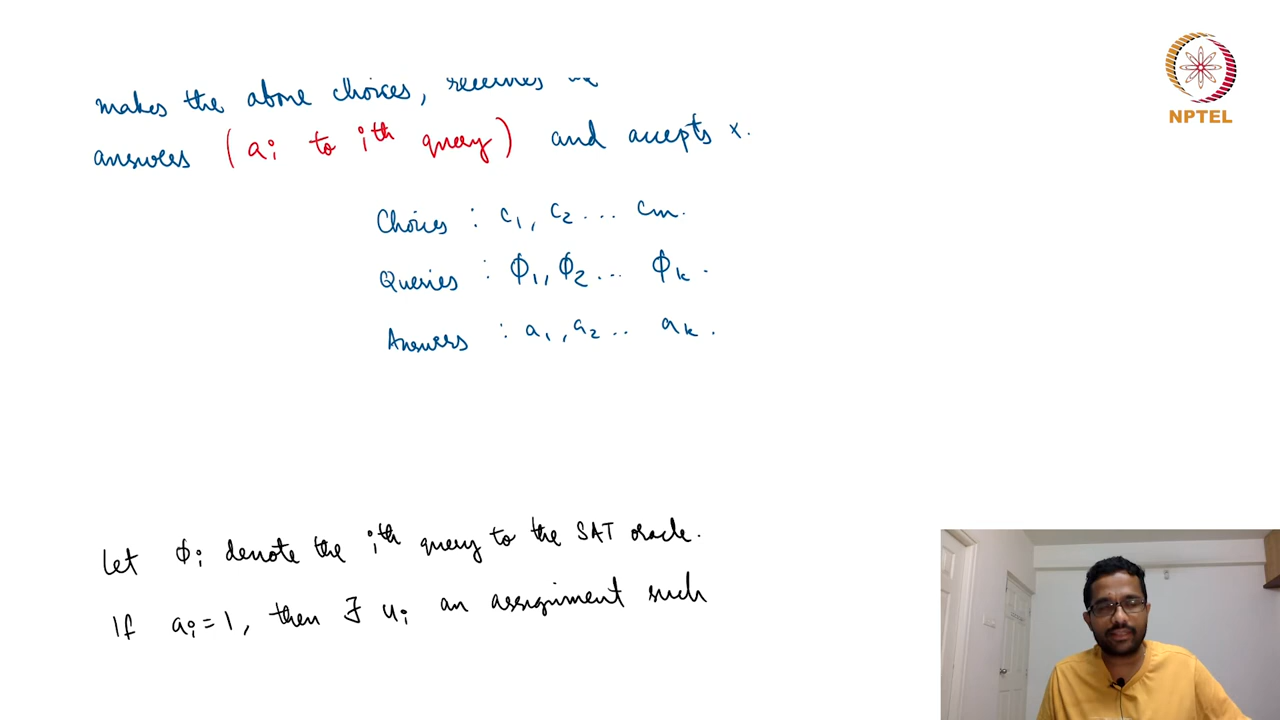 makes the above choices, receives
answers (ai to ith query) and accepts x.
Choices : c1, c2 ... cm.
Queries : ϕ1, ϕ2 ... ϕk.
Answers : a1, a2 .. ak.
Let ϕi denote the ith query to the SAT oracle.
If ai = 1, then ∃ ui an assignment such
NPTEL